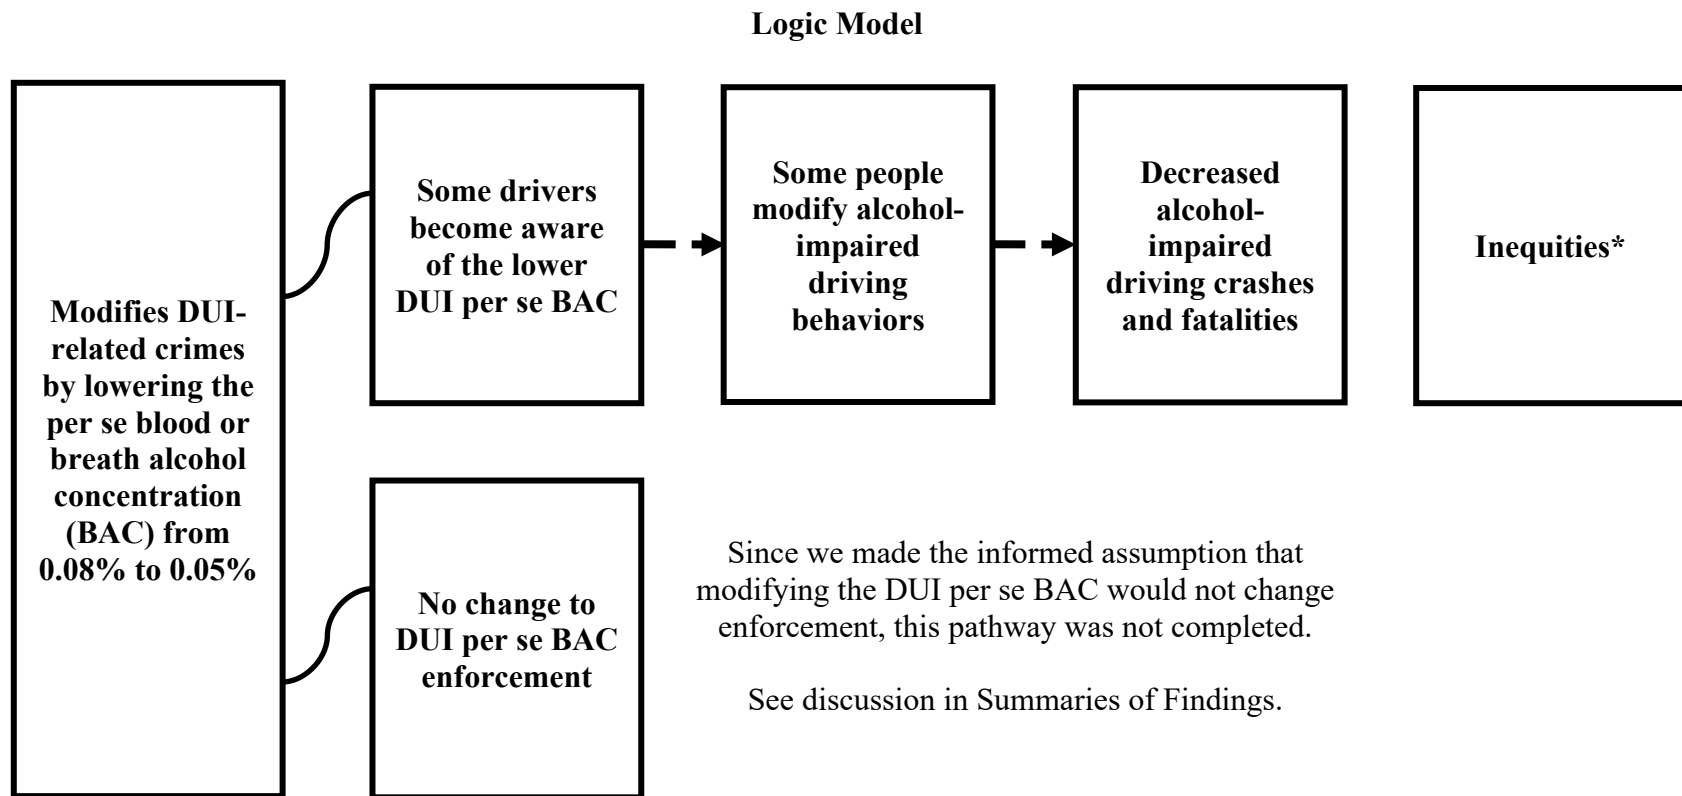 Logic Model
Modifies DUI-
related crimes
by lowering the
per se blood or
breath alcohol
concentration
(BAC) from
0.08% to 0.05%
Some drivers
become aware
of the lower
DUI per se BAC
Some people
modify alcohol-
impaired
driving
behaviors
Decreased
alcohol-
impaired
driving crashes
and fatalities
Inequities*
No change to
DUI per se BAC
enforcement
Since we made the informed assumption that
modifying the DUI per se BAC would not change
enforcement, this pathway was not completed.
See discussion in Summaries of Findings.